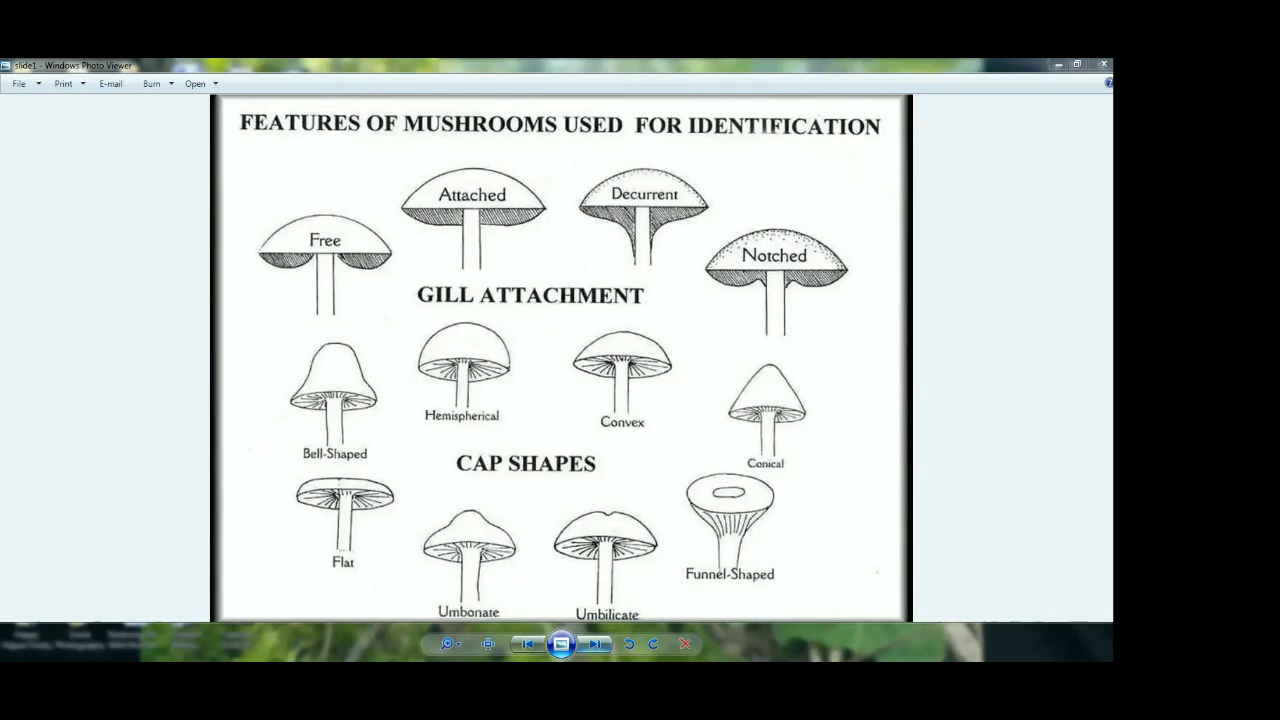 slide1 - Windows Photo Viewer
File Print E-mail Burn Open
FEATURES OF MUSHROOMS USED FOR IDENTIFICATION
Free
Attached
Decurrent
Notched
GILL ATTACHMENT
Bell-Shaped
Hemispherical
Convex
Conical
CAP SHAPES
Flat
Umbonate
Umbilicate
Funnel-Shaped